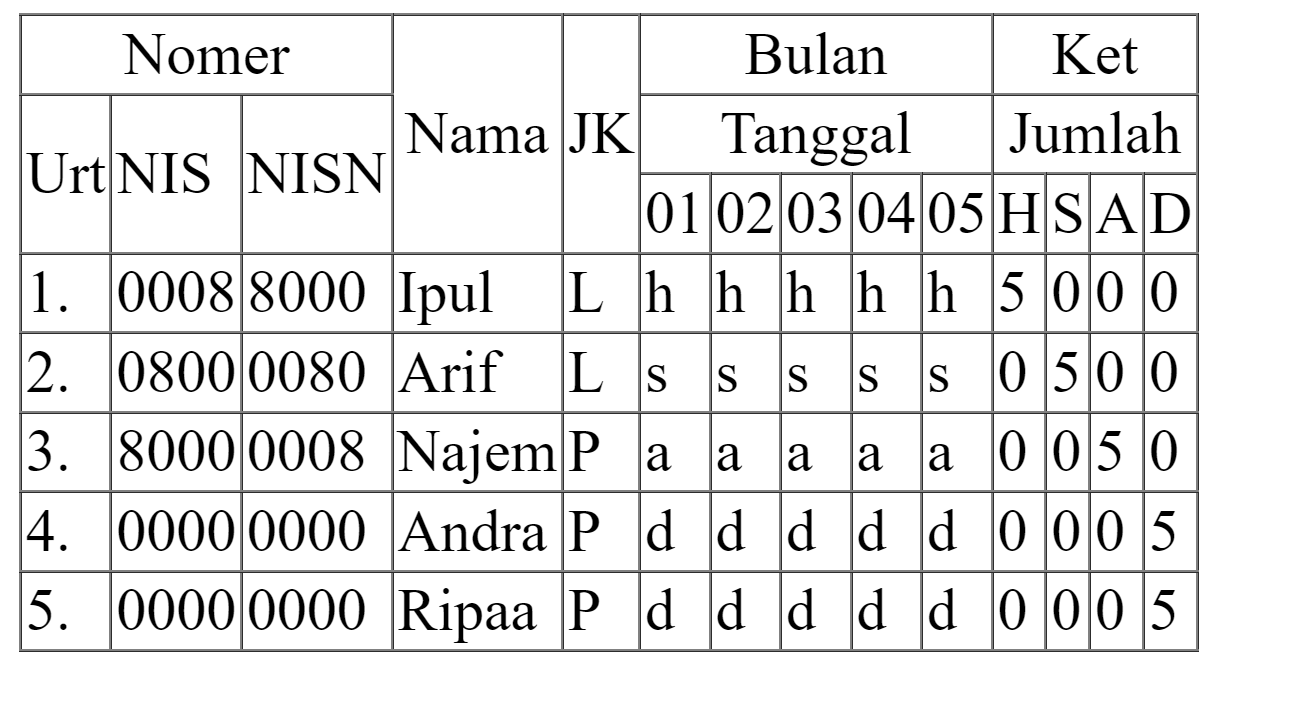 Nomer Bulan Ket
Nama JK Tanggal Jumlah
Urt NIS NISN
01 02 03 04 05 H S A D
1. 0008 8000 Ipul L h h h h h 5 0 0 0
2. 0800 0080 Arif L s s s s s 0 5 0 0
3. 8000 0008 Najem P a a a a a 0 0 5 0
4. 0000 0000 Andra P d d d d d 0 0 0 5
5. 0000 0000 Ripaa P d d d d d 0 0 0 5